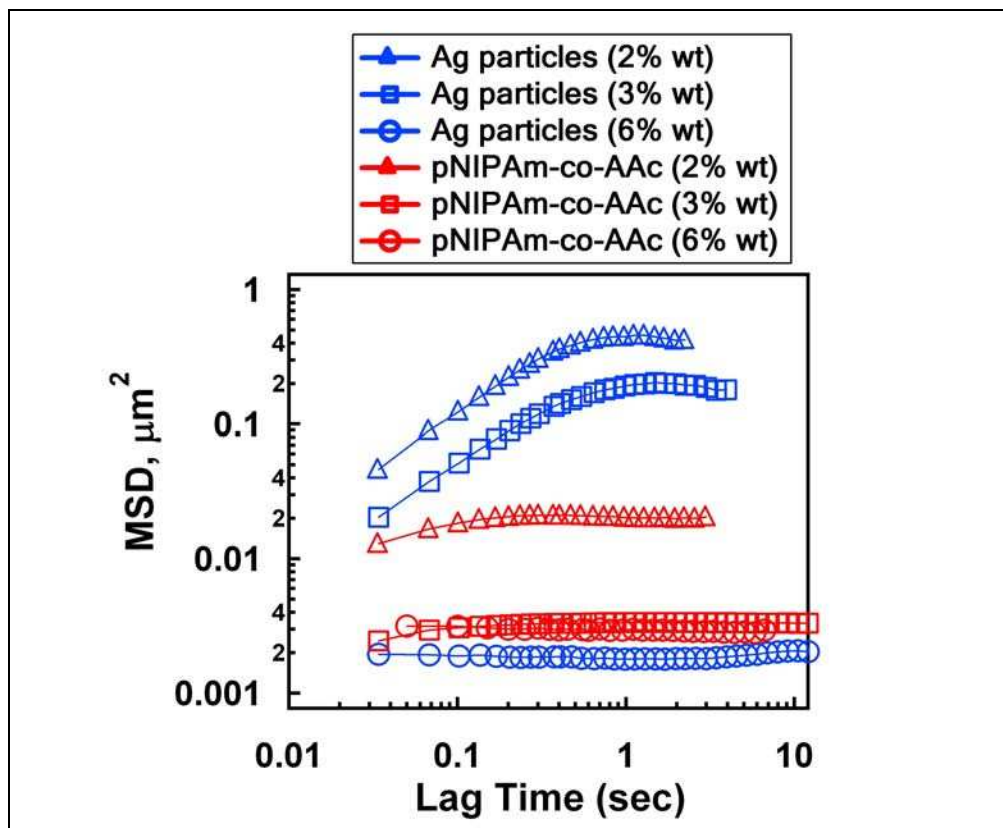 Ag particles (2% wt)
Ag particles (3% wt)
Ag particles (6% wt)
pNIPAm-co-AAc (2% wt)
pNIPAm-co-AAc (3% wt)
pNIPAm-co-AAc (6% wt)
1
4
2
0.1
4
2
0.01
4
2
0.001
MSD, μm²
0.01 0.1 1 10
Lag Time (sec)